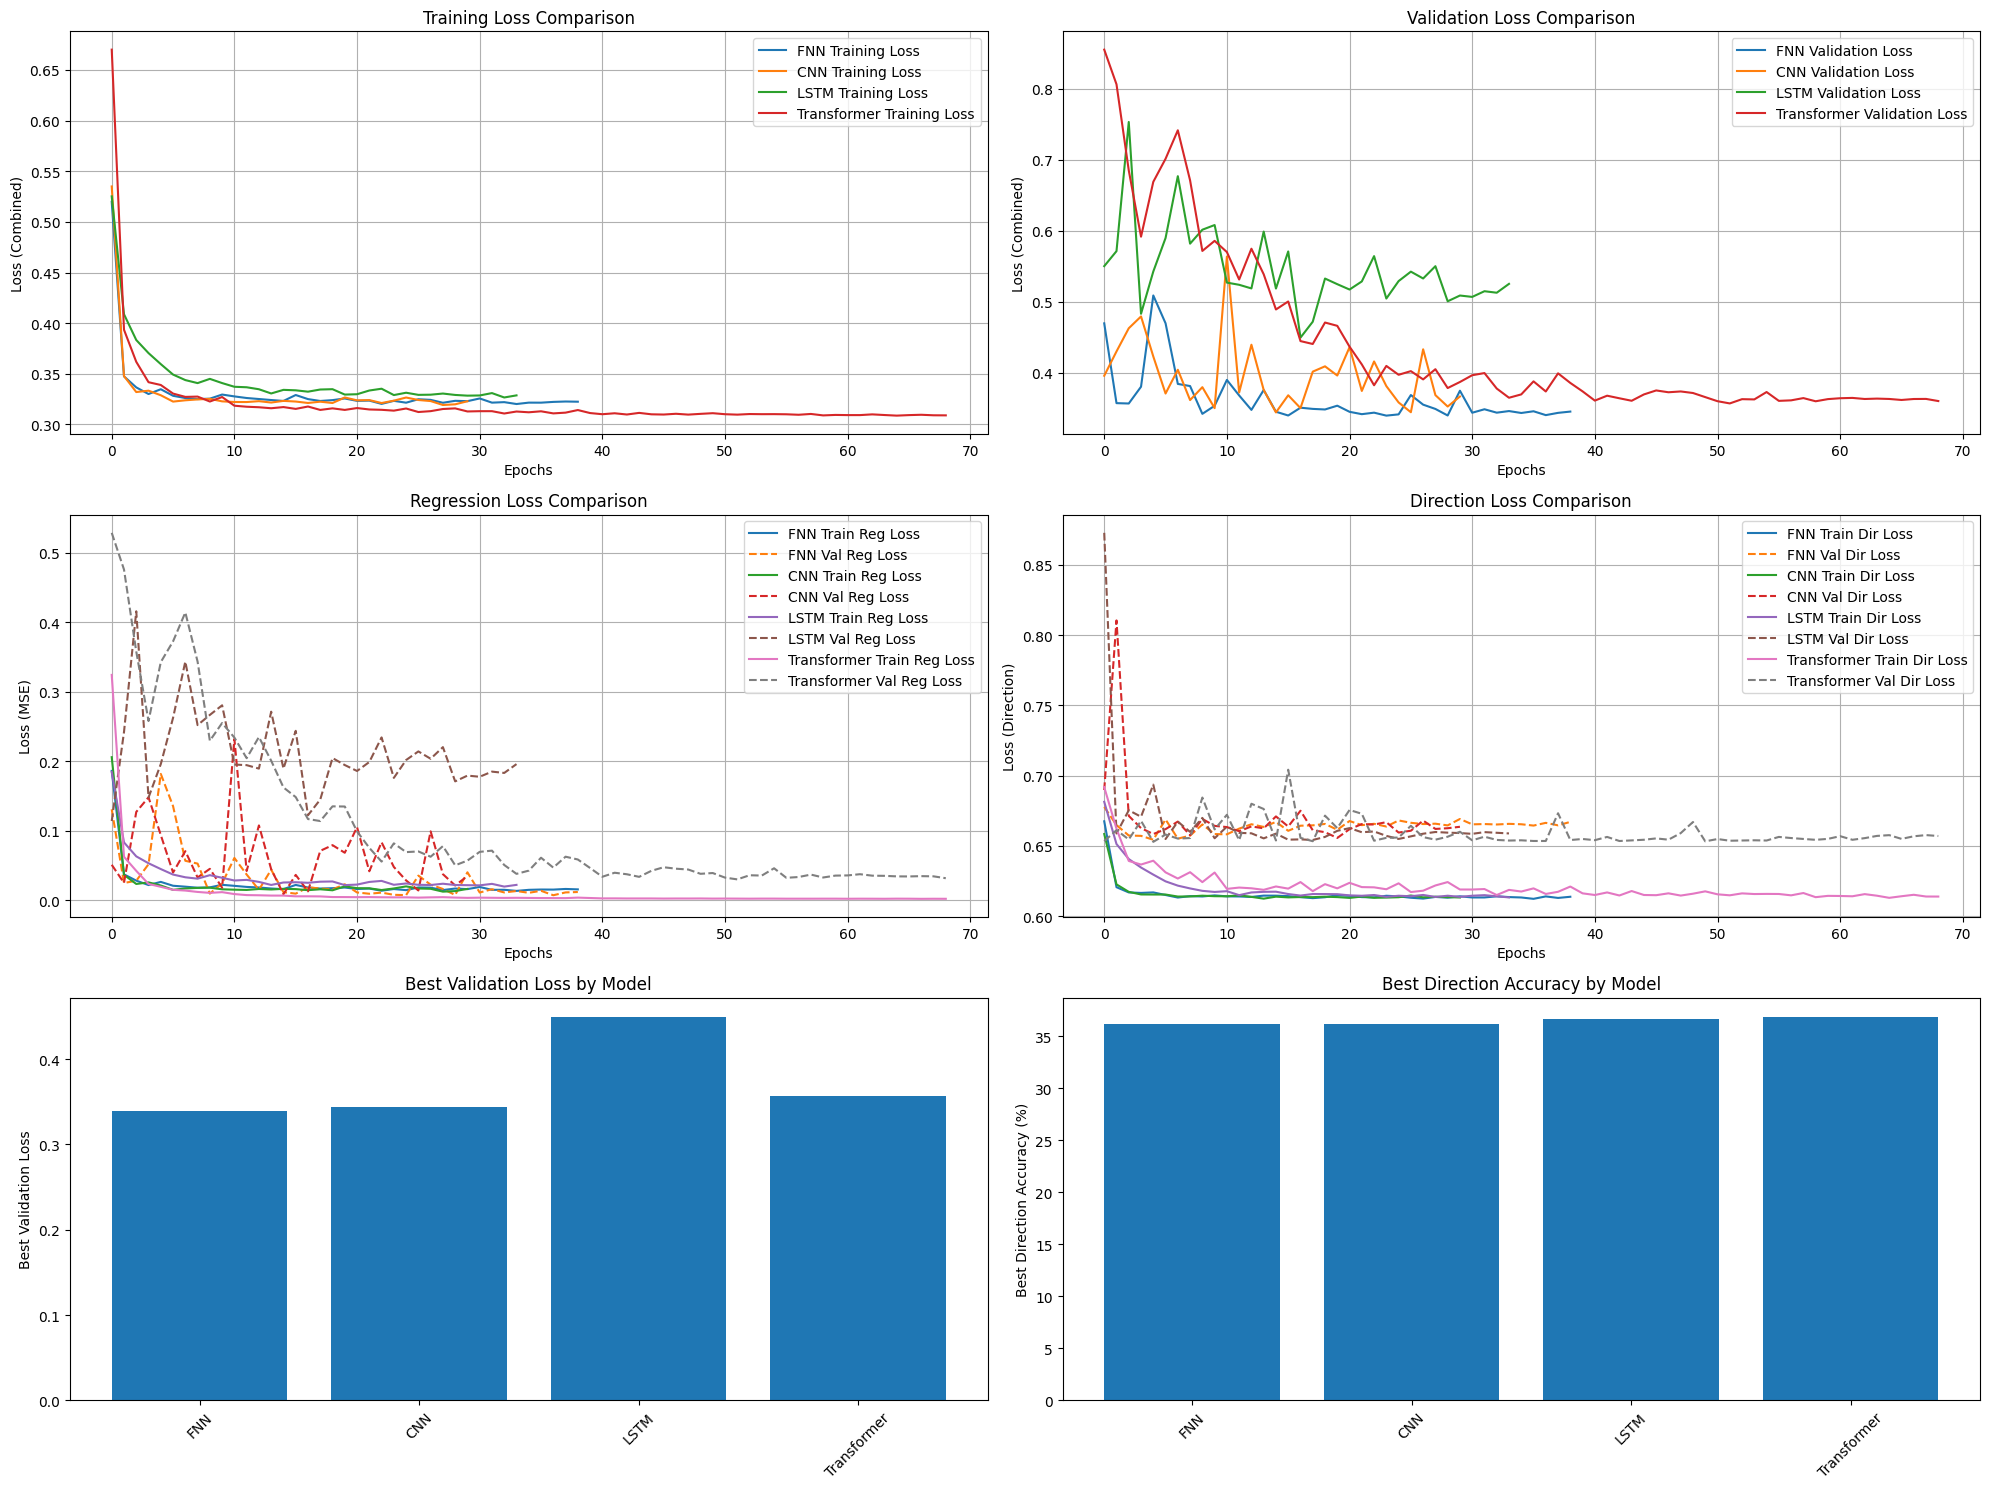 Training Loss Comparison
Loss (Combined)
0.65
0.60
0.55
0.50
0.45
0.40
0.35
0.30
FNN Training Loss
CNN Training Loss
LSTM Training Loss
Transformer Training Loss
0 10 20 30 40 50 60 70
Epochs
Validation Loss Comparison
Loss (Combined)
0.8
0.7
0.6
0.5
0.4
FNN Validation Loss
CNN Validation Loss
LSTM Validation Loss
Transformer Validation Loss
0 10 20 30 40 50 60 70
Epochs
Regression Loss Comparison
Loss (MSE)
0.5
0.4
0.3
0.2
0.1
0.0
FNN Train Reg Loss
FNN Val Reg Loss
CNN Train Reg Loss
CNN Val Reg Loss
LSTM Train Reg Loss
LSTM Val Reg Loss
Transformer Train Reg Loss
Transformer Val Reg Loss
0 10 20 30 40 50 60 70
Epochs
Direction Loss Comparison
Loss (Direction)
0.85
0.80
0.75
0.70
0.65
0.60
FNN Train Dir Loss
FNN Val Dir Loss
CNN Train Dir Loss
CNN Val Dir Loss
LSTM Train Dir Loss
LSTM Val Dir Loss
Transformer Train Dir Loss
Transformer Val Dir Loss
0 10 20 30 40 50 60 70
Epochs
Best Validation Loss by Model
Best Validation Loss
0.4
0.3
0.2
0.1
0.0
FNN
CNN
LSTM
Transformer
Best Direction Accuracy by Model
Best Direction Accuracy (%)
35
30
25
20
15
10
5
0
FNN
CNN
LSTM
Transformer